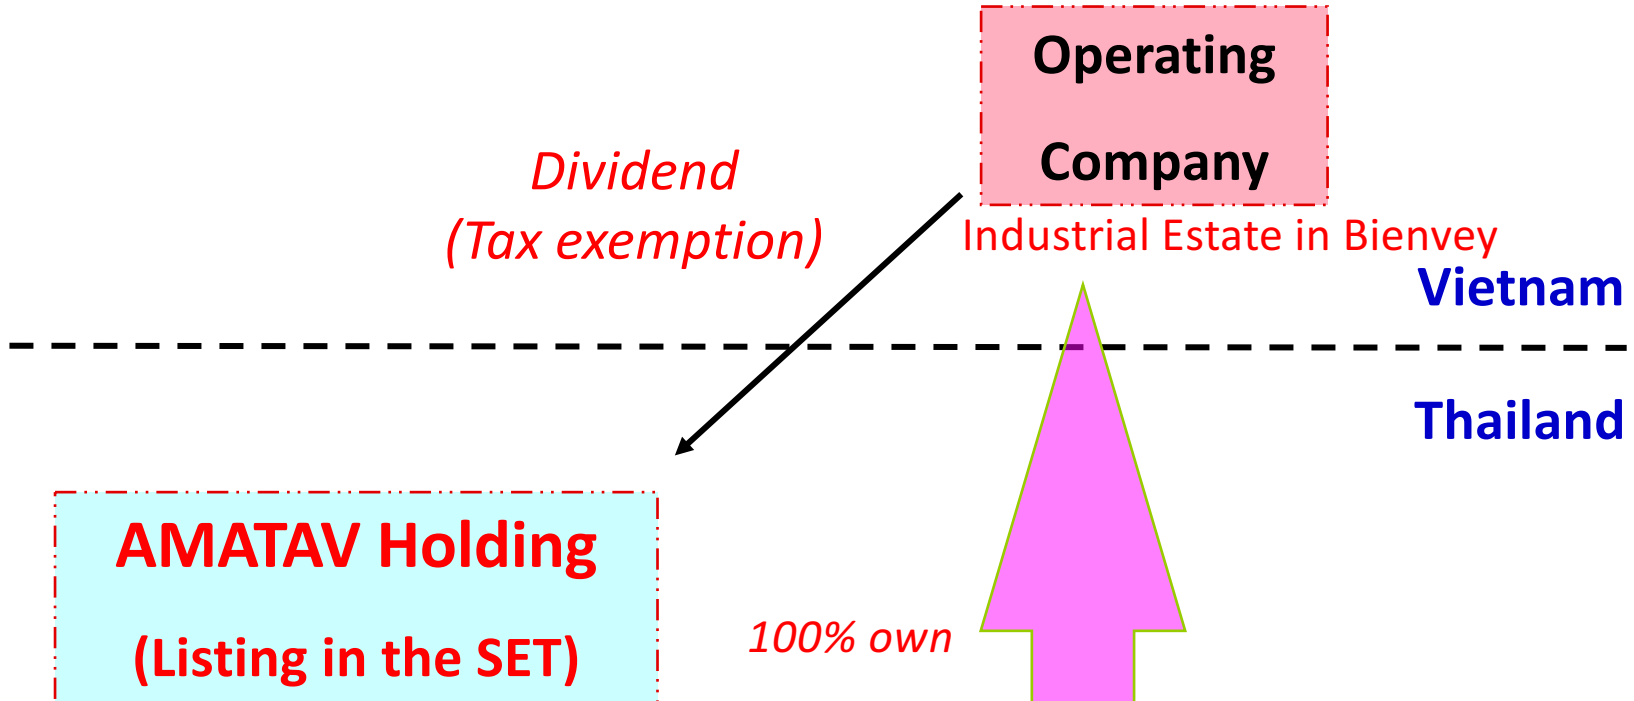 Operating
Company
Dividend
(Tax exemption)
Industrial Estate in Bienvey
Vietnam
Thailand
AMATAV Holding
(Listing in the SET)
100% own